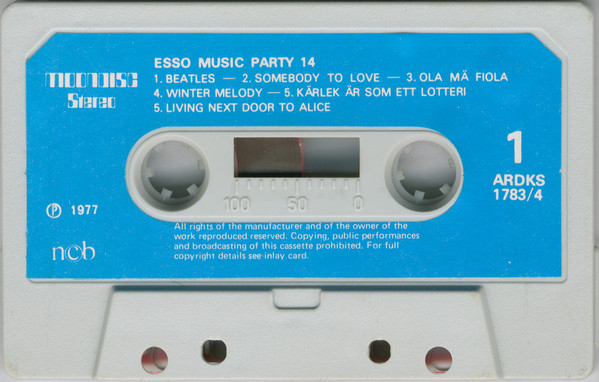 ESSO MUSIC PARTY 14
MOONDISC
Stereo
1. BEATLES — 2. SOMEBODY TO LOVE — 3. OLA MÄ FIOLA
4. WINTER MELODY — 5. KÄRLEK ÄR SOM ETT LOTTERI
5. LIVING NEXT DOOR TO ALICE
1
ARDKS
1783/4
100 50 0
℗ 1977
ncb
All rights of the manufacturer and of the owner of the
work reproduced reserved. Copying, public performances
and broadcasting of this cassette prohibited. For full
copyright details see inlay card.